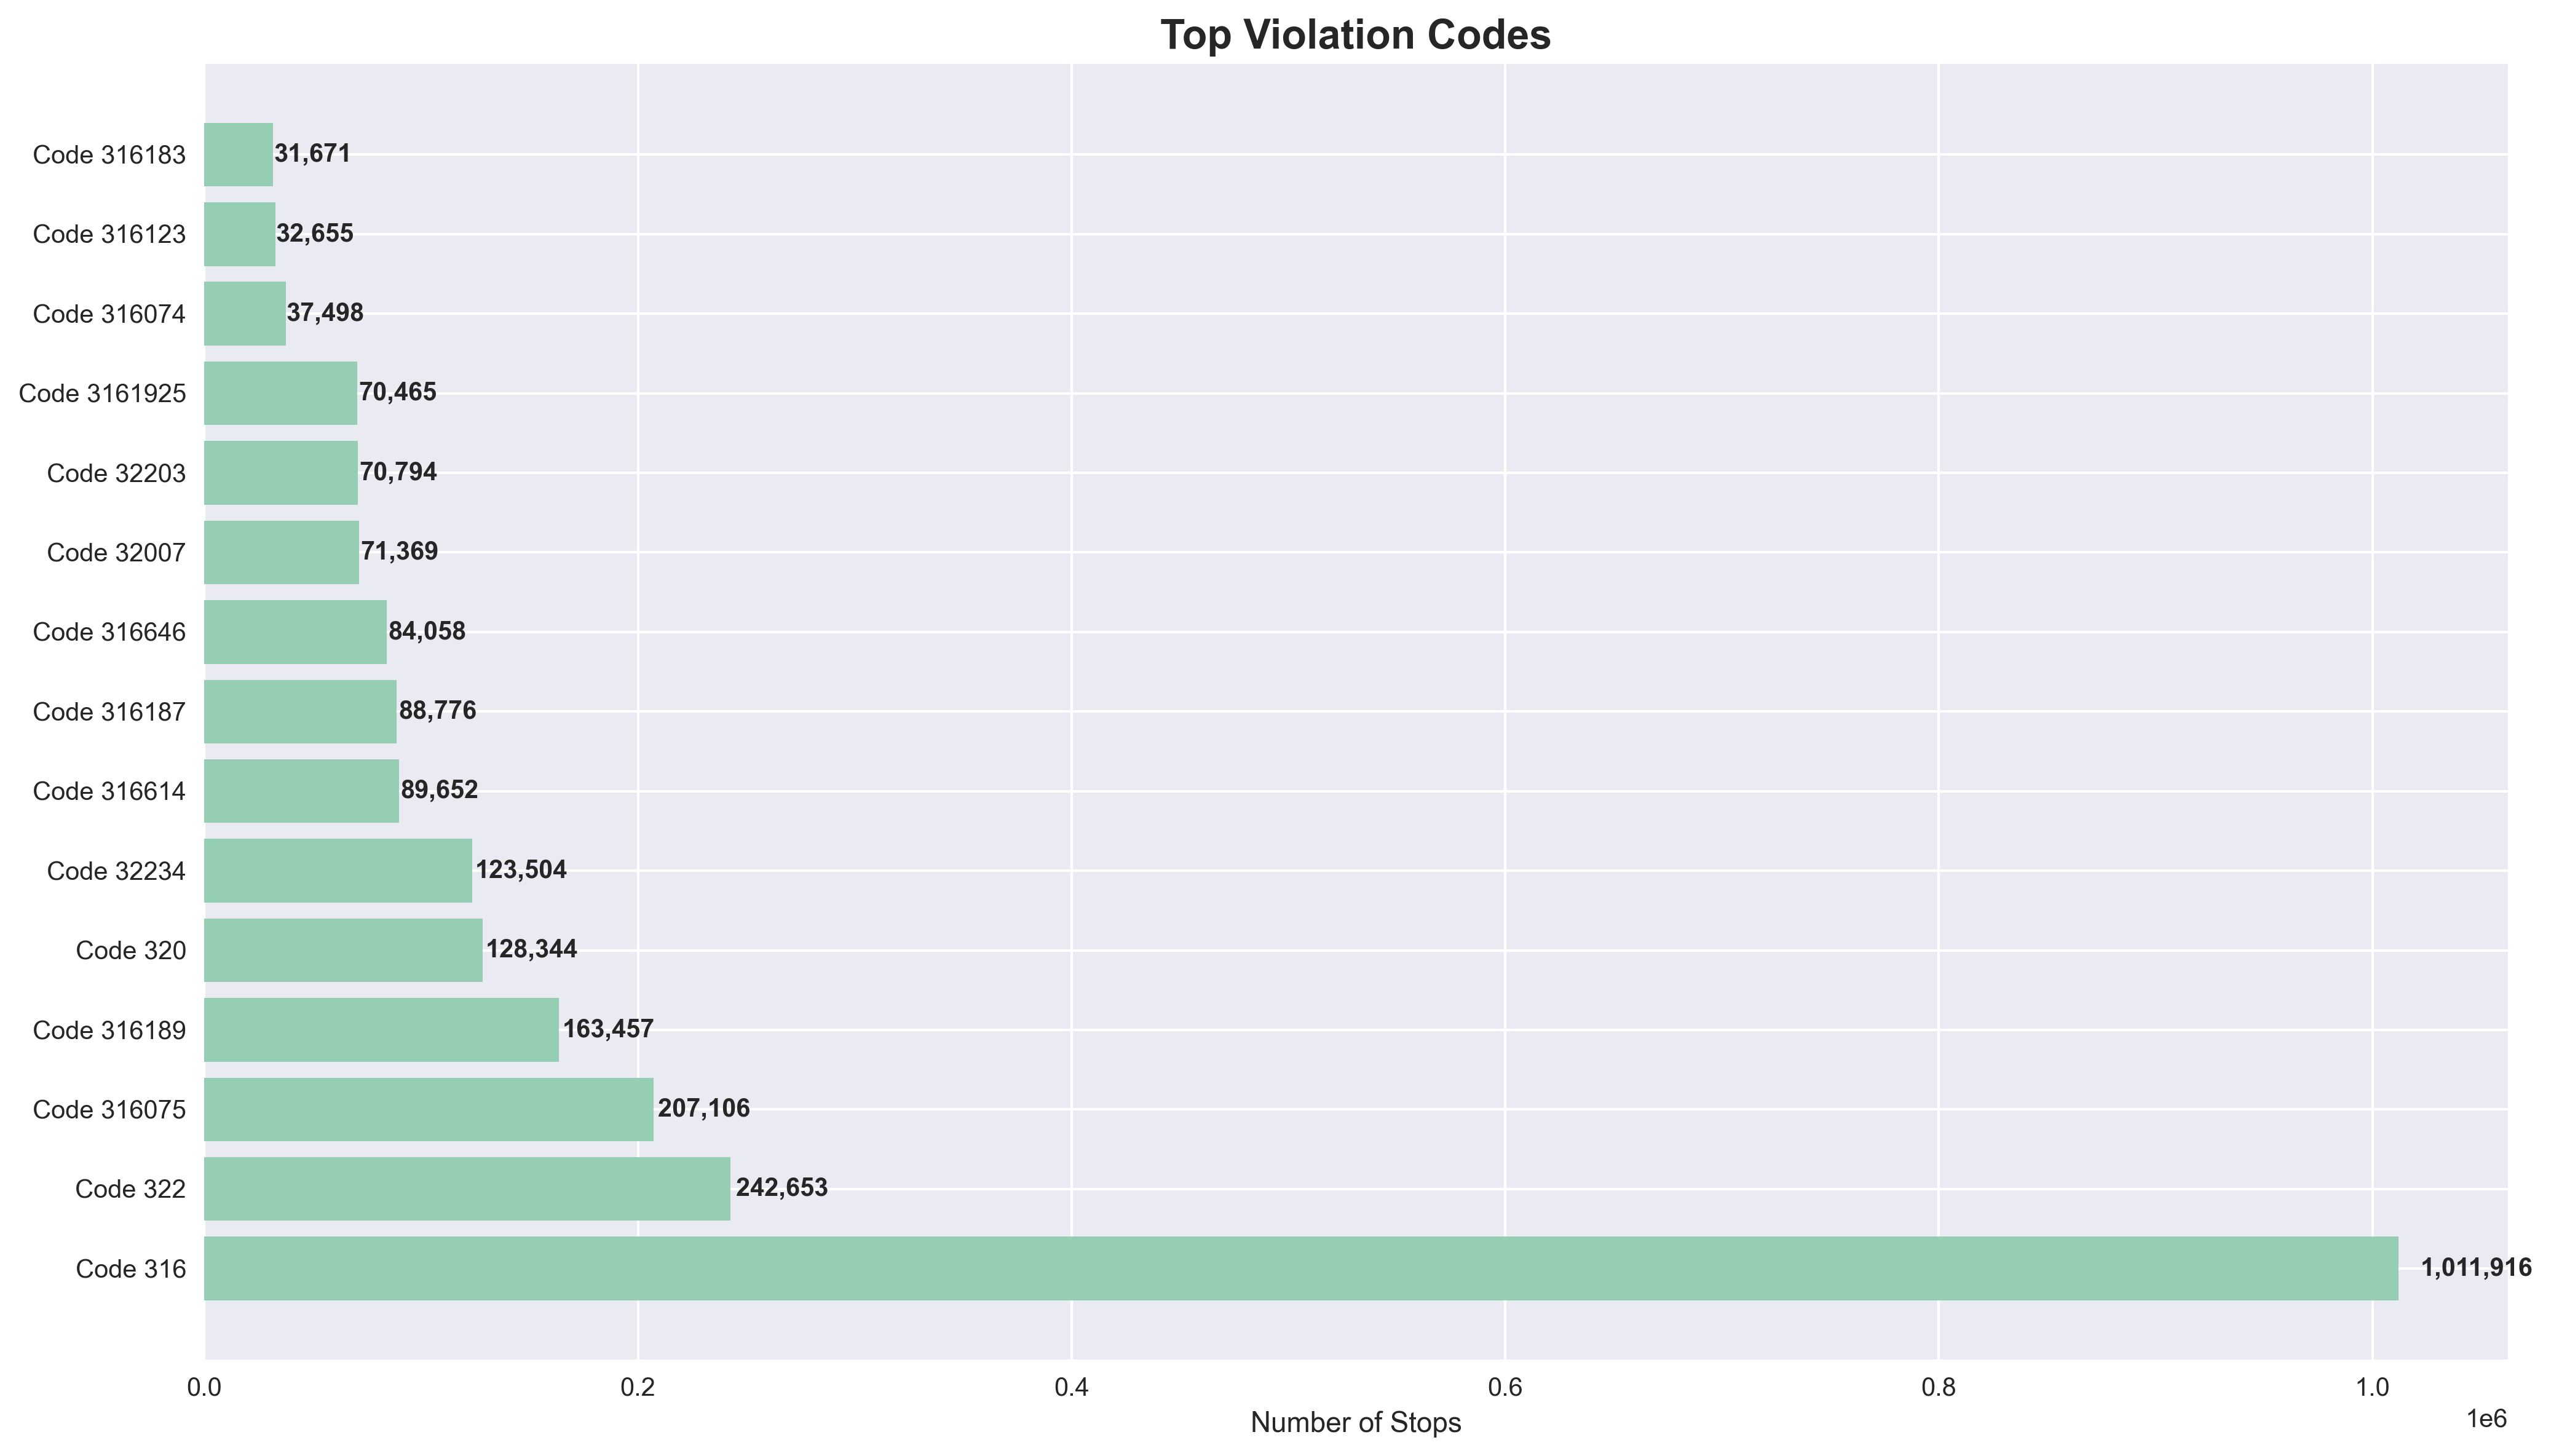 Top Violation Codes
Code 316183 31,671
Code 316123 32,655
Code 316074 37,498
Code 3161925 70,465
Code 32203 70,794
Code 32007 71,369
Code 316646 84,058
Code 316187 88,776
Code 316614 89,652
Code 32234 123,504
Code 320 128,344
Code 316189 163,457
Code 316075 207,106
Code 322 242,653
Code 316 1,011,916
0.0 0.2 0.4 0.6 0.8 1.0
Number of Stops
1e6